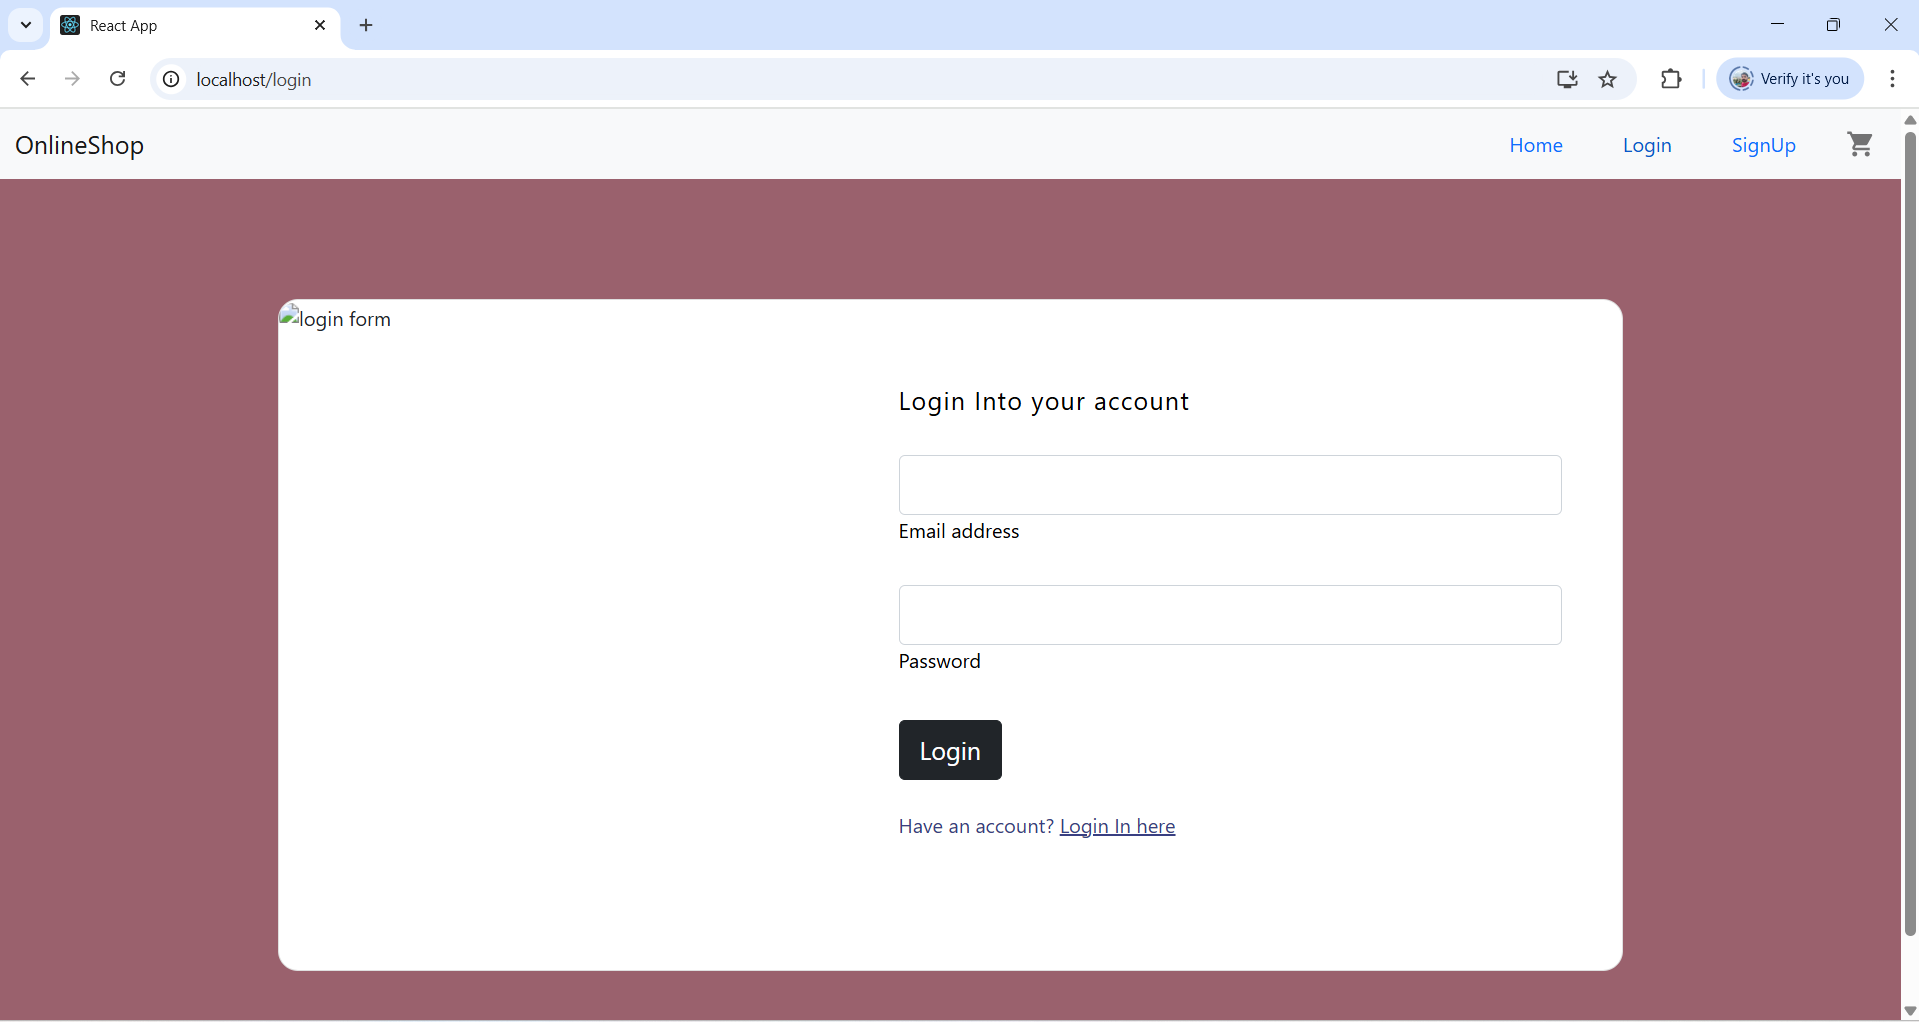 React App
localhost/login
Verify it's you
OnlineShop
Home
Login
SignUp
login form
Login Into your account
Email address
Password
Login
Have an account? Login In here